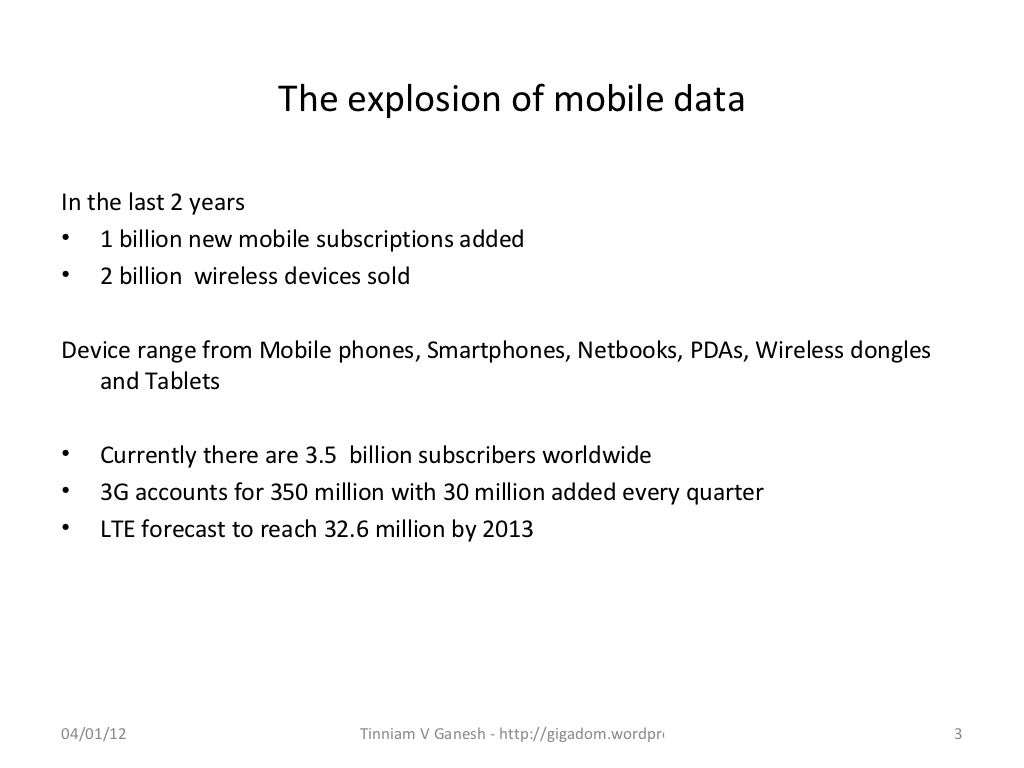 The explosion of mobile data
In the last 2 years
• 1 billion new mobile subscriptions added
• 2 billion  wireless devices sold
Device range from Mobile phones, Smartphones, Netbooks, PDAs, Wireless dongles
and Tablets
• Currently there are 3.5  billion subscribers worldwide
• 3G accounts for 350 million with 30 million added every quarter
• LTE forecast to reach 32.6 million by 2013
04/01/12 Tinniam V Ganesh - http://gigadom.wordpr 3